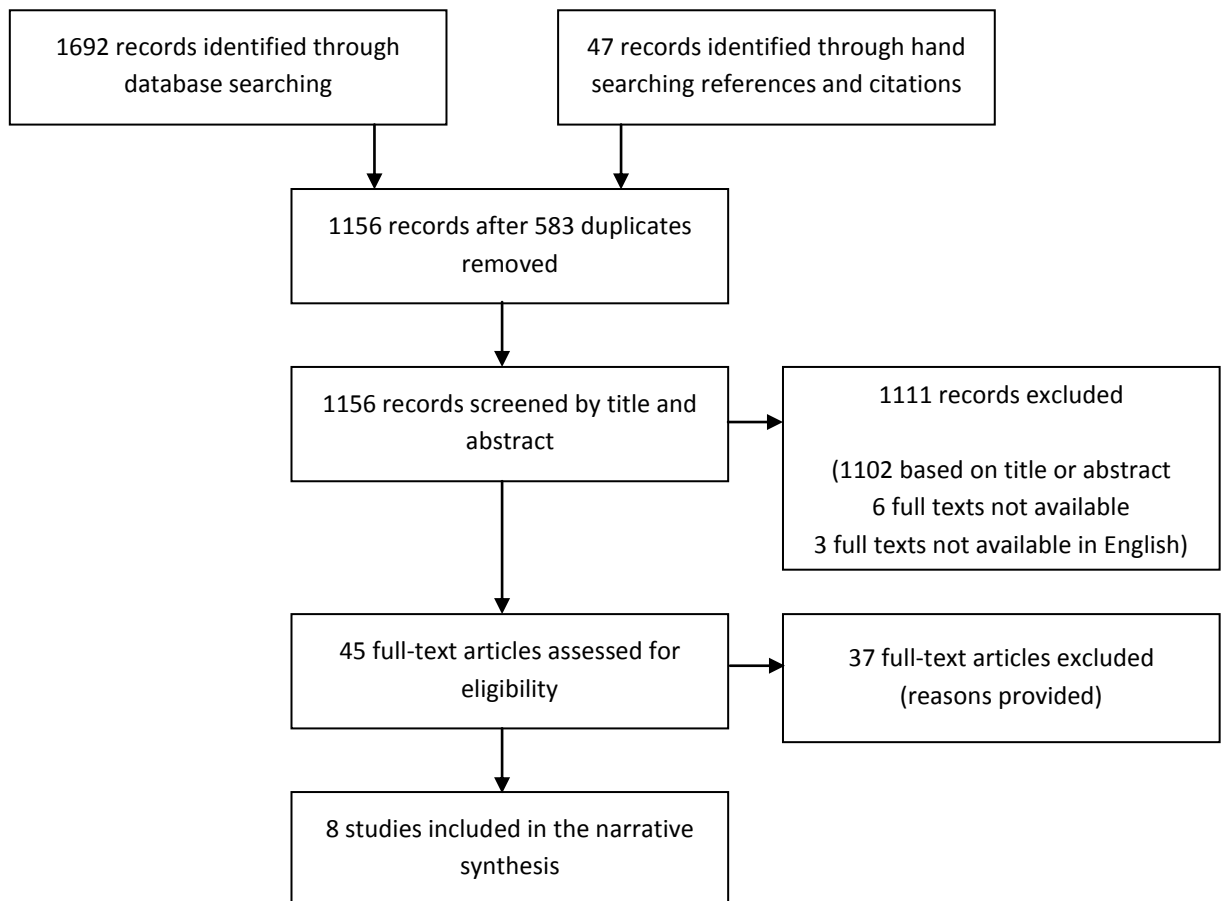 1692 records identified through
database searching
47 records identified through hand
searching references and citations
1156 records after 583 duplicates
removed
1156 records screened by title and
abstract
1111 records excluded
(1102 based on title or abstract
6 full texts not available
3 full texts not available in English)
45 full-text articles assessed for
eligibility
37 full-text articles excluded
(reasons provided)
8 studies included in the narrative
synthesis